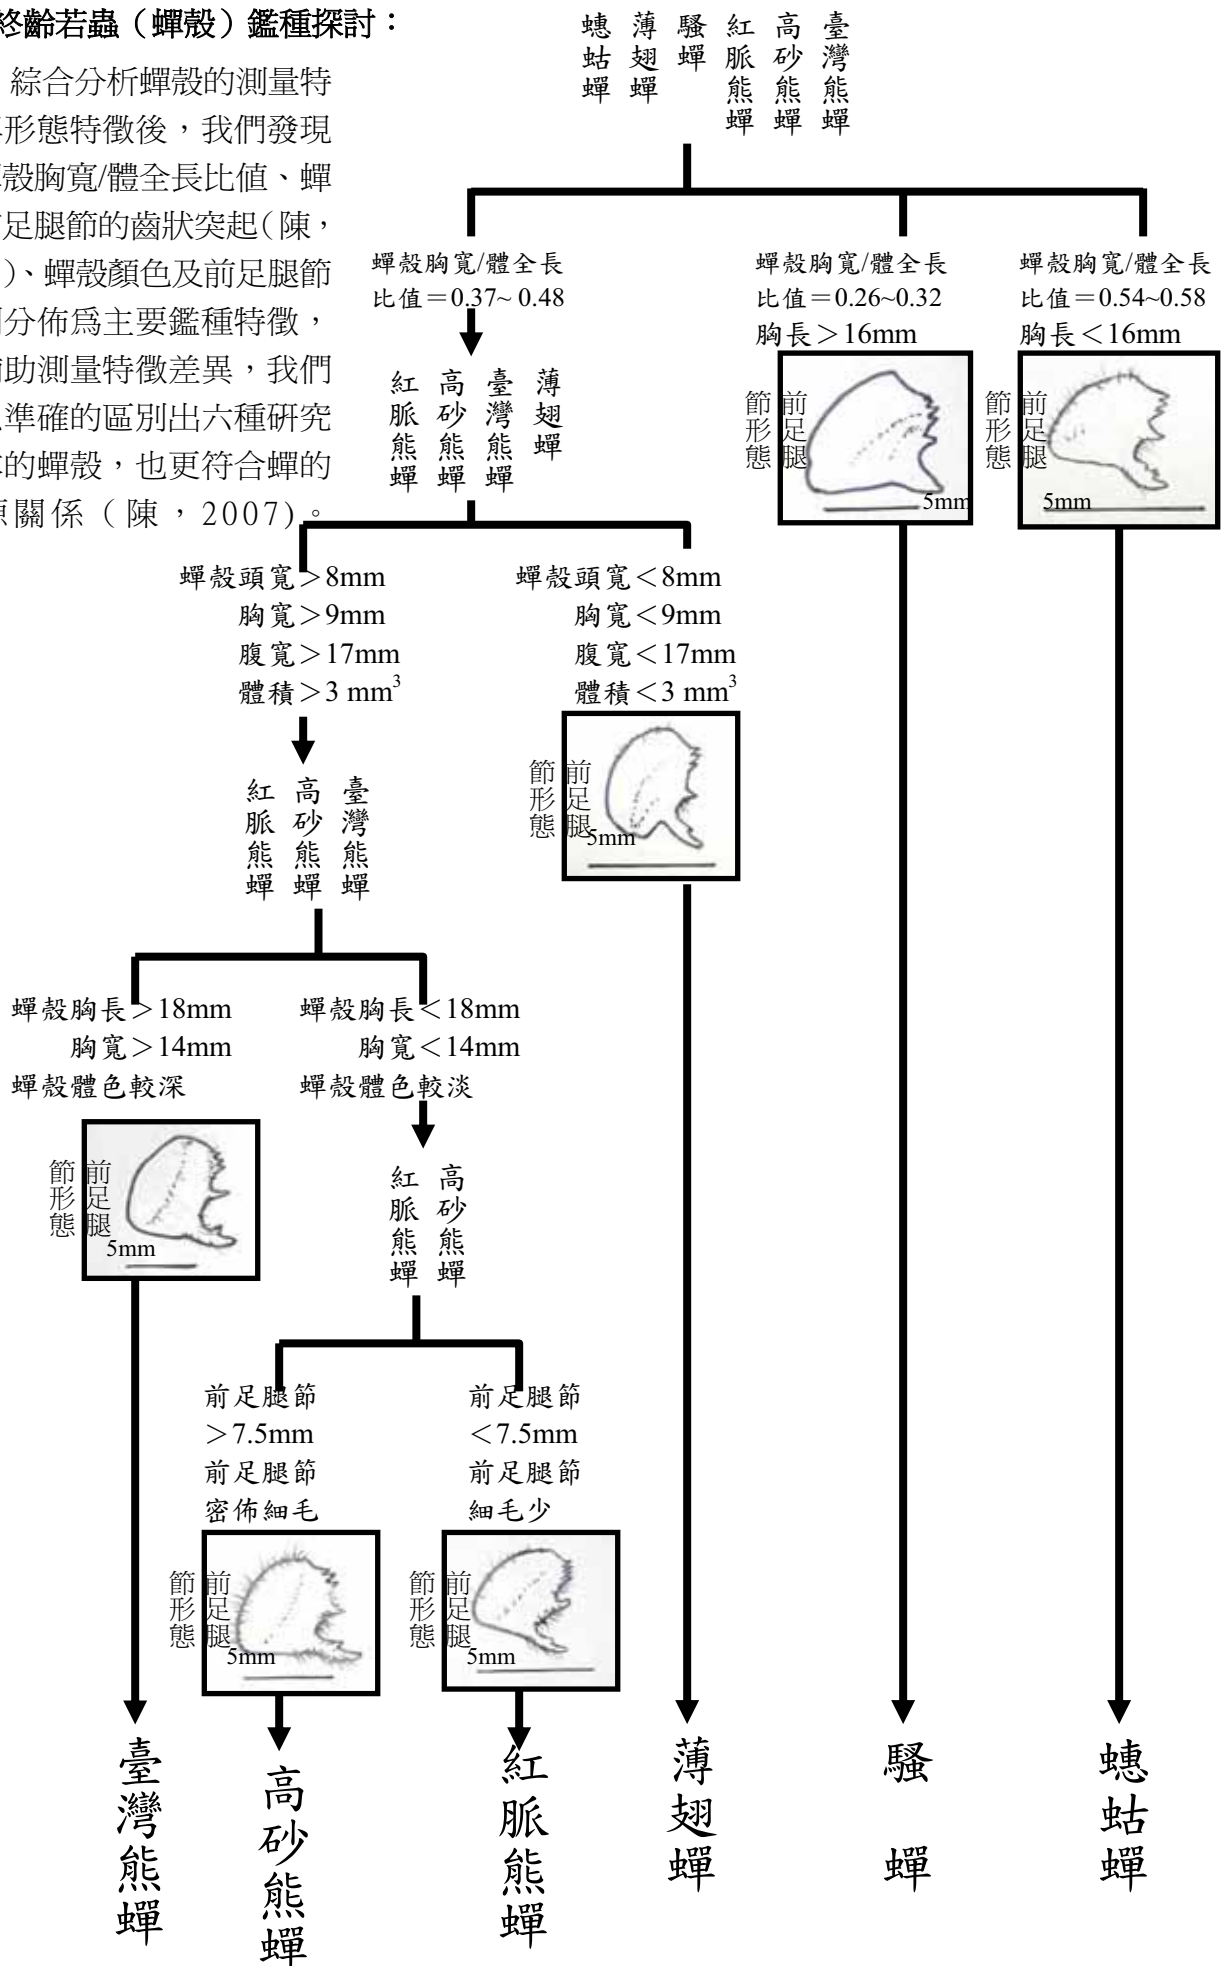 終齡若蟲（蟬殼）鑑種探討：
綜合分析蟬殼的測量特
形態特徵後，我們發現
殼胸寬/體全長比值、蟬
足腿節的齒狀突起(陳，
)、蟬殼顏色及前足腿節
分佈爲主要鑑種特徵，
助測量特徵差異，我們
準確的區別出六種研究
的蟬殼，也更符合蟬的
關係（陳，2007)。
蟪蛄蟬
薄翅蟬
騷蟬
紅脈熊蟬
高砂熊蟬
臺灣熊蟬
蟬殼胸寬/體全長
比值＝0.37~ 0.48
蟬殼胸寬/體全長
比值＝0.26~0.32
胸長＞16mm
蟬殼胸寬/體全長
比值＝0.54~0.58
胸長＜16mm
前足腿
節形態
5mm
前足腿
節形態
5mm
紅脈熊蟬
高砂熊蟬
臺灣熊蟬
薄翅蟬
蟬殼頭寬＞8mm
胸寬＞9mm
腹寬＞17mm
體積＞3 mm³
蟬殼頭寬＜8mm
胸寬＜9mm
腹寬＜17mm
體積＜3 mm³
前足腿
節形態
5mm
紅脈熊蟬
高砂熊蟬
臺灣熊蟬
蟬殼胸長＞18mm
胸寬＞14mm
蟬殼體色較深
蟬殼胸長＜18mm
胸寬＜14mm
蟬殼體色較淡
前足腿
節形態
5mm
紅脈熊蟬
高砂熊蟬
前足腿節
＞7.5mm
前足腿節
密佈細毛
前足腿節
＜7.5mm
前足腿節
細毛少
前足腿
節形態
5mm
前足腿
節形態
5mm
臺灣熊蟬
高砂熊蟬
紅脈熊蟬
薄翅蟬
騷蟬
蟪蛄蟬